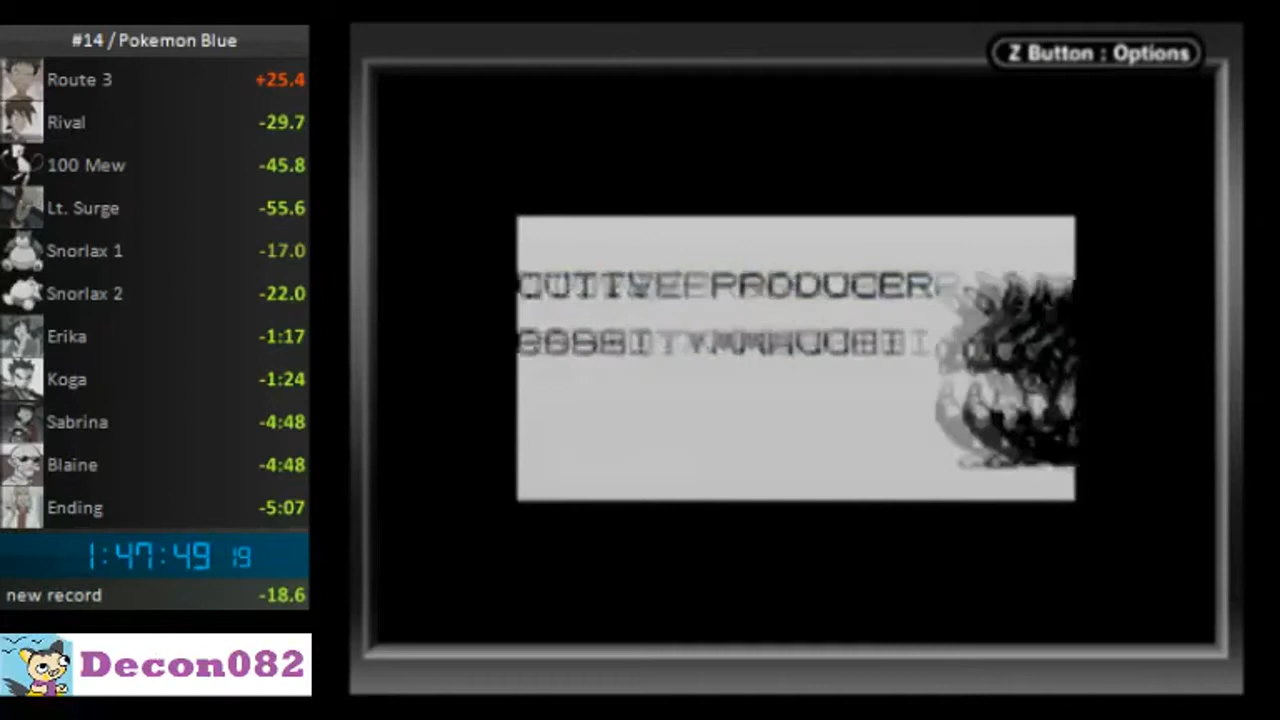 #14 / Pokemon Blue
Z Button : Options
Route 3 +25.4
Rival -29.7
100 Mew -45.8
Lt. Surge -55.6
Snorlax 1 -17.0
Snorlax 2 -22.0
Erika -1:17
Koga -1:24
Sabrina -4:48
Blaine -4:48
Ending -5:07
1:47:49 19
new record -18.6
Decon082
PRODUCER